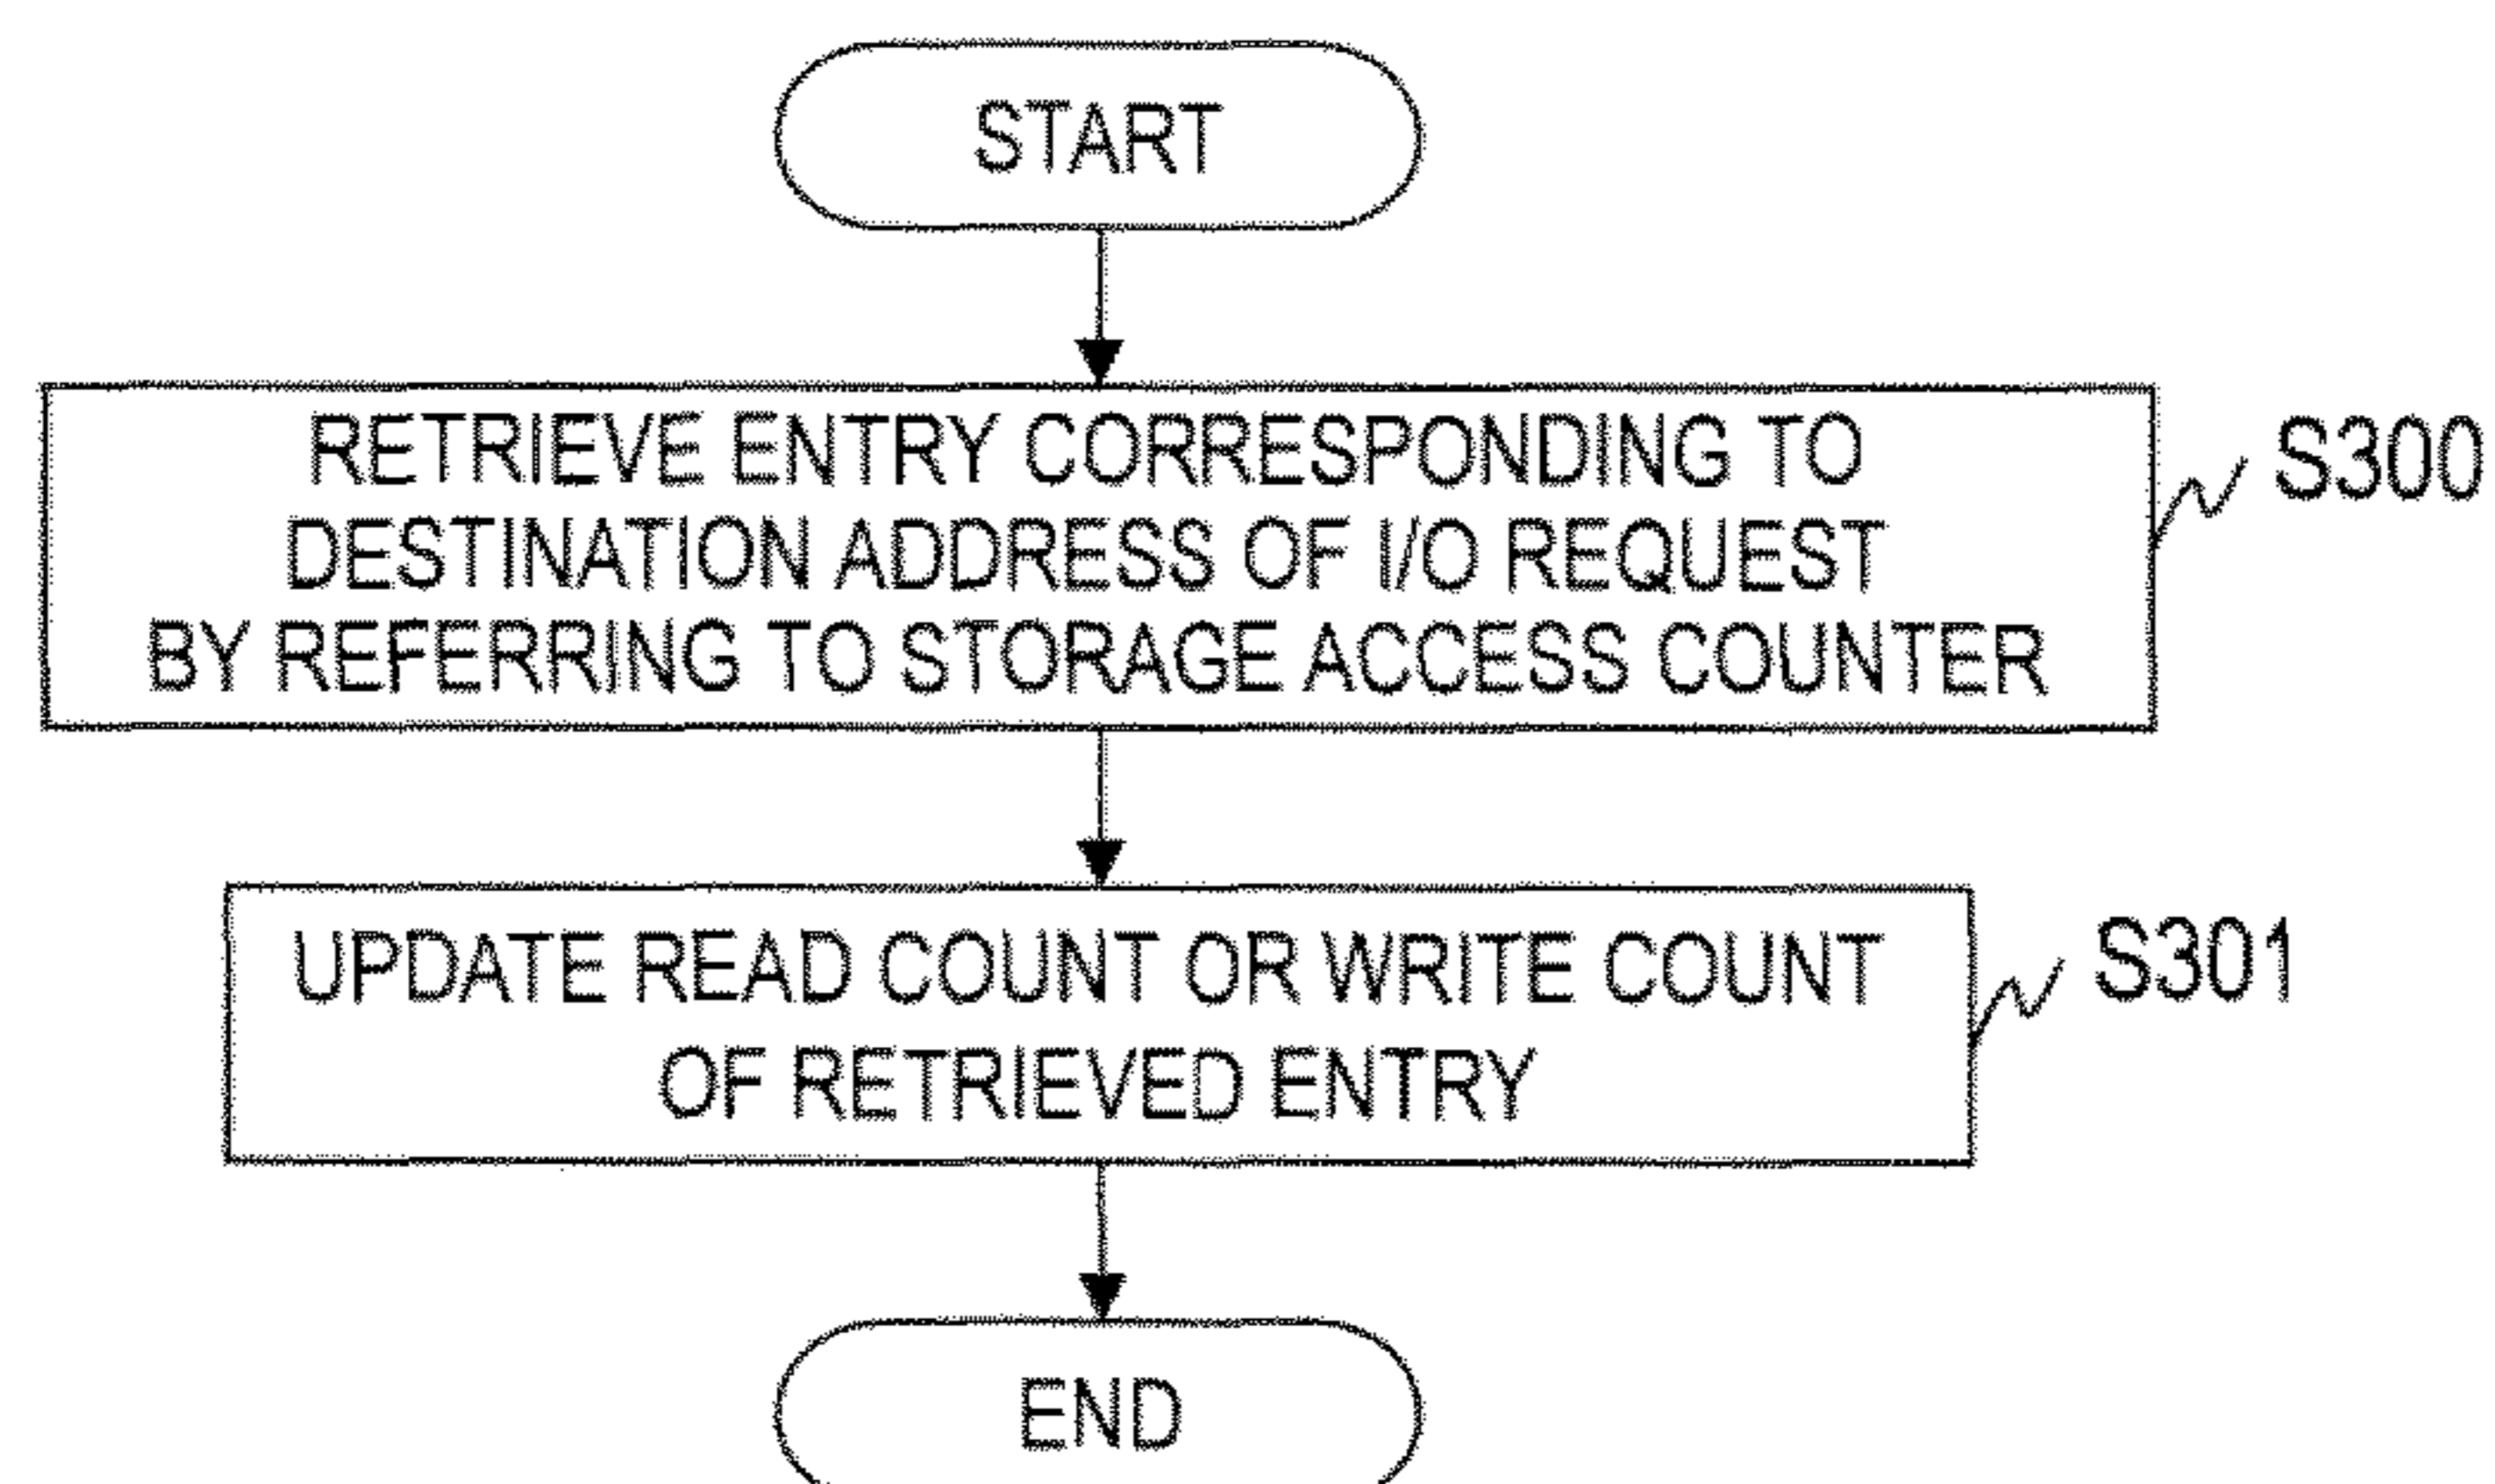 START
RETRIEVE ENTRY CORRESPONDING TO
DESTINATION ADDRESS OF I/O REQUEST
BY REFERRING TO STORAGE ACCESS COUNTER
S300
UPDATE READ COUNT OR WRITE COUNT
OF RETRIEVED ENTRY
S301
END